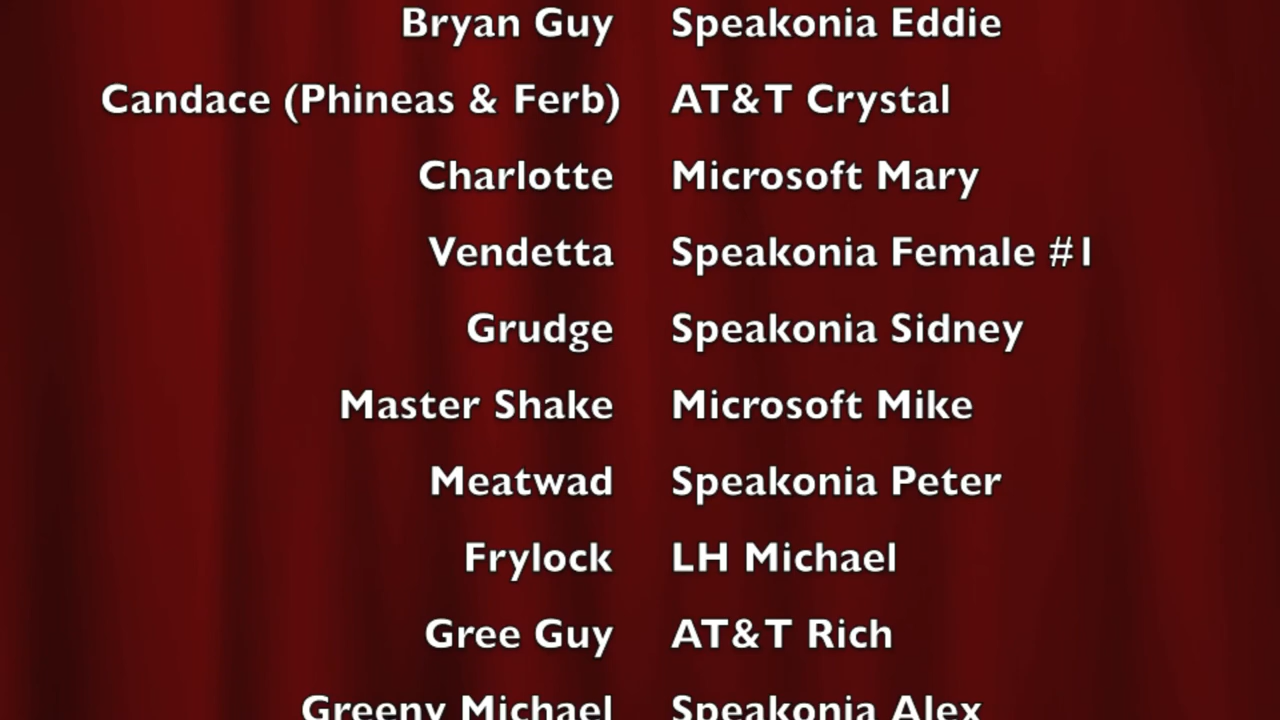 Bryan Guy Speakonia Eddie
Candace (Phineas & Ferb) AT&T Crystal
Charlotte Microsoft Mary
Vendetta Speakonia Female #1
Grudge Speakonia Sidney
Master Shake Microsoft Mike
Meatwad Speakonia Peter
Frylock LH Michael
Gree Guy AT&T Rich
Greeny Michael Speakonia Alex